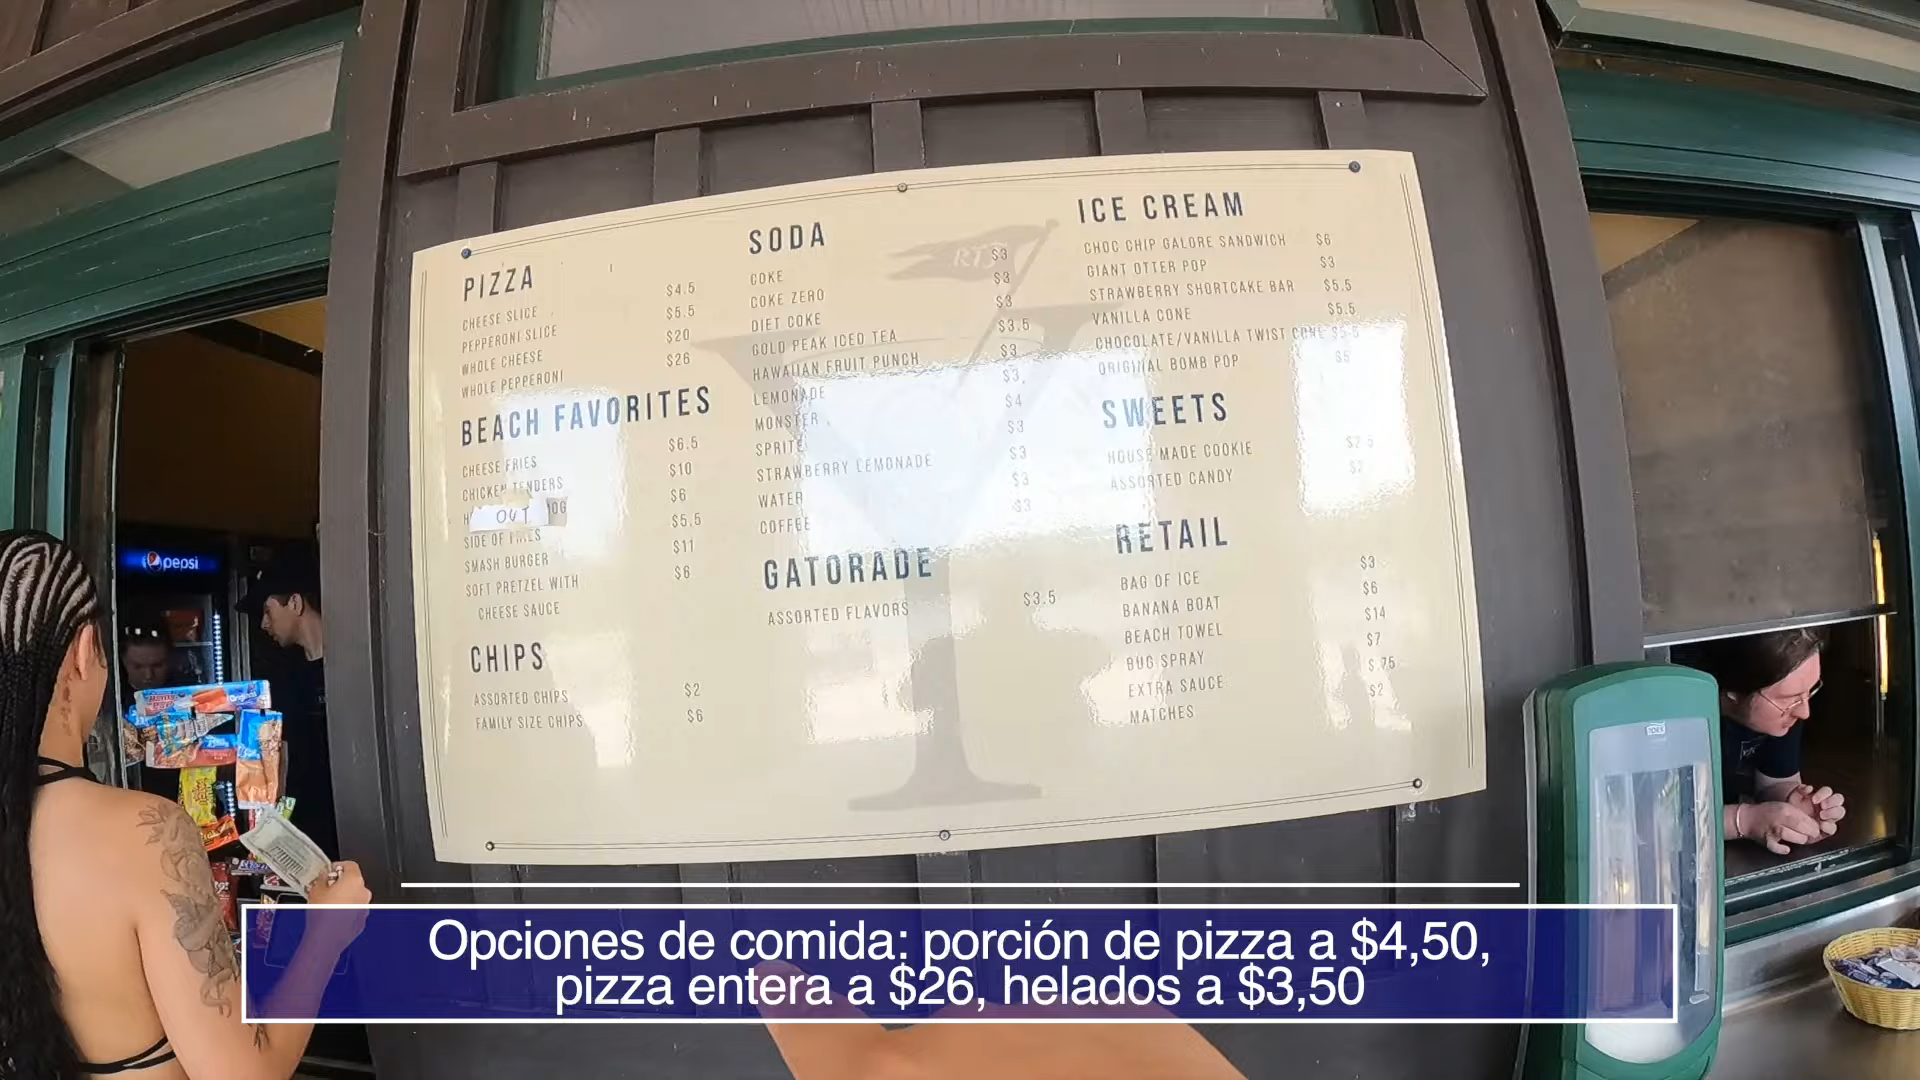 PIZZA
CHEESE SLICE $4.5
PEPPERONI SLICE $5.5
WHOLE CHEESE $20
WHOLE PEPPERONI $26
BEACH FAVORITES
CHEESE FRIES $6.5
CHICKEN TENDERS $10
OUT $6
SIDE OF FRIES $5.5
SMASH BURGER $11
SOFT PRETZEL WITH $6
CHEESE SAUCE
CHIPS
ASSORTED CHIPS $2
FAMILY SIZE CHIPS $6
SODA
COKE $3
COKE ZERO $3
DIET COKE $3
GOLD PEAK ICED TEA $3.5
HAWAIIAN FRUIT PUNCH $3
LEMONADE $3
MONSTER $4
SPRITE $3
STRAWBERRY LEMONADE $3
WATER $3
COFFEE $3
GATORADE
ASSORTED FLAVORS $3.5
RTJ
ICE CREAM
CHOC CHIP GALORE SANDWICH $6
GIANT OTTER POP $3
STRAWBERRY SHORTCAKE BAR $5.5
VANILLA CONE $5.5
CHOCOLATE/VANILLA TWIST CONE $5.5
ORIGINAL BOMB POP
SWEETS
HOUSE MADE COOKIE
ASSORTED CANDY
RETAIL
BAG OF ICE $3
BANANA BOAT $6
BEACH TOWEL $14
BUG SPRAY $7
EXTRA SAUCE $.75
MATCHES $2
pepsi
Opciones de comida: porción de pizza a $4,50,
pizza entera a $26, helados a $3,50